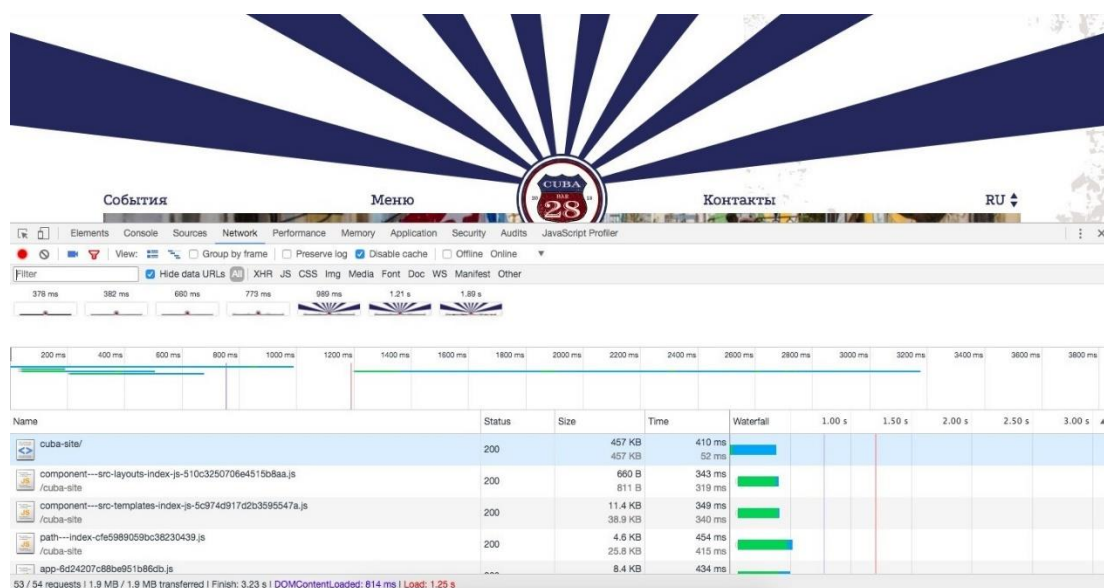 CUBA
BAR
28
События Меню Контакты RU
Elements Console Sources Network Performance Memory Application Security Audits JavaScript Profiler
View: Group by frame Preserve log Disable cache Offline Online
Filter Hide data URLs All XHR JS CSS Img Media Font Doc WS Manifest Other
378 ms 382 ms 660 ms 773 ms 989 ms 1.21 s 1.89 s
200 ms 400 ms 600 ms 800 ms 1000 ms 1200 ms 1400 ms 1600 ms 1800 ms 2000 ms 2200 ms 2400 ms 2600 ms 2800 ms 3000 ms 3200 ms 3400 ms 3600 ms 3800 ms
Name Status Size Time Waterfall 1.00 s 1.50 s 2.00 s 2.50 s 3.00 s
cuba-site/ 200 457 KB 410 ms
457 KB 52 ms
component---src-layouts-index-js-510c3250706e4515b8aa.js 200 660 B 343 ms
/cuba-site 811 B 319 ms
component---src-templates-index-js-5c974d917d2b3595547a.js 200 11.4 KB 349 ms
/cuba-site 38.9 KB 340 ms
path---index-cfe5989059bc38230439.js 200 4.6 KB 454 ms
/cuba-site 25.8 KB 415 ms
app-6d24207c88be951b86db.js 8.4 KB 434 ms
53 / 54 requests | 1.9 MB / 1.9 MB transferred | Finish: 3.23 s | DOMContentLoaded: 814 ms | Load: 1.25 s